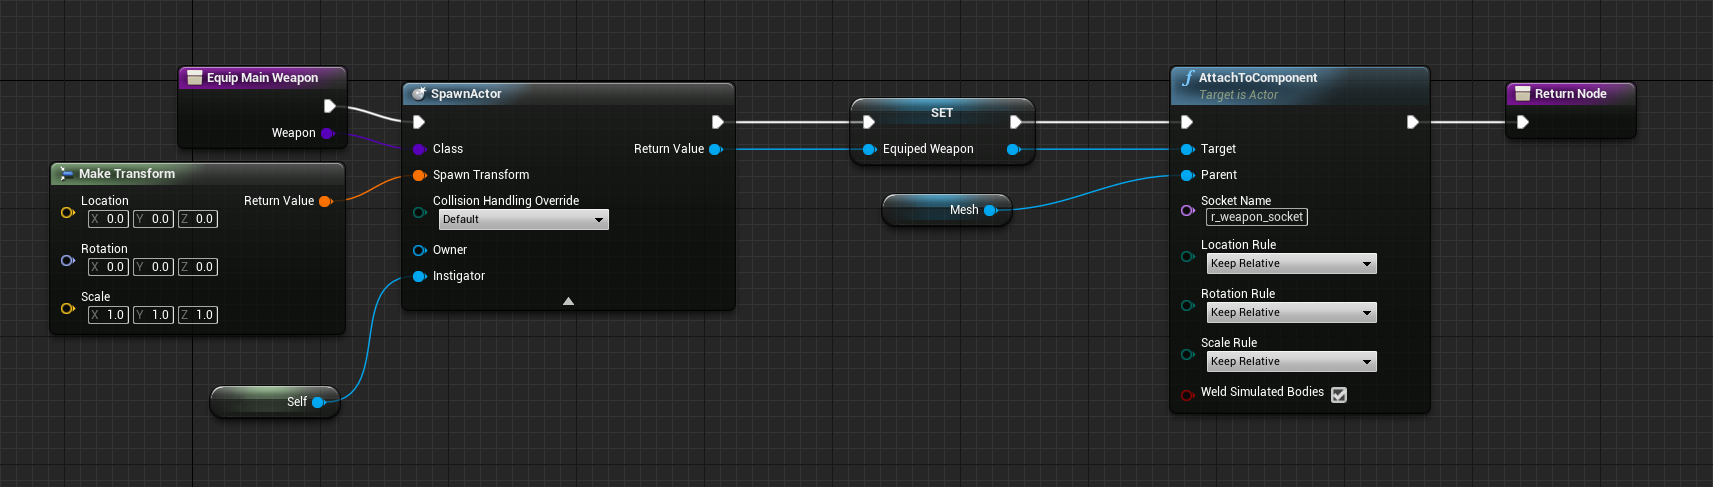 Equip Main Weapon
Weapon
Make Transform
Location
Return Value
X 0.0 Y 0.0 Z 0.0
Rotation
X 0.0 Y 0.0 Z 0.0
Scale
X 1.0 Y 1.0 Z 1.0
Self
SpawnActor
Class
Return Value
Spawn Transform
Collision Handling Override
Default
Owner
Instigator
SET
Equiped Weapon
Mesh
f AttachToComponent
Target is Actor
Target
Parent
Socket Name
r_weapon_socket
Location Rule
Keep Relative
Rotation Rule
Keep Relative
Scale Rule
Keep Relative
Weld Simulated Bodies
Return Node